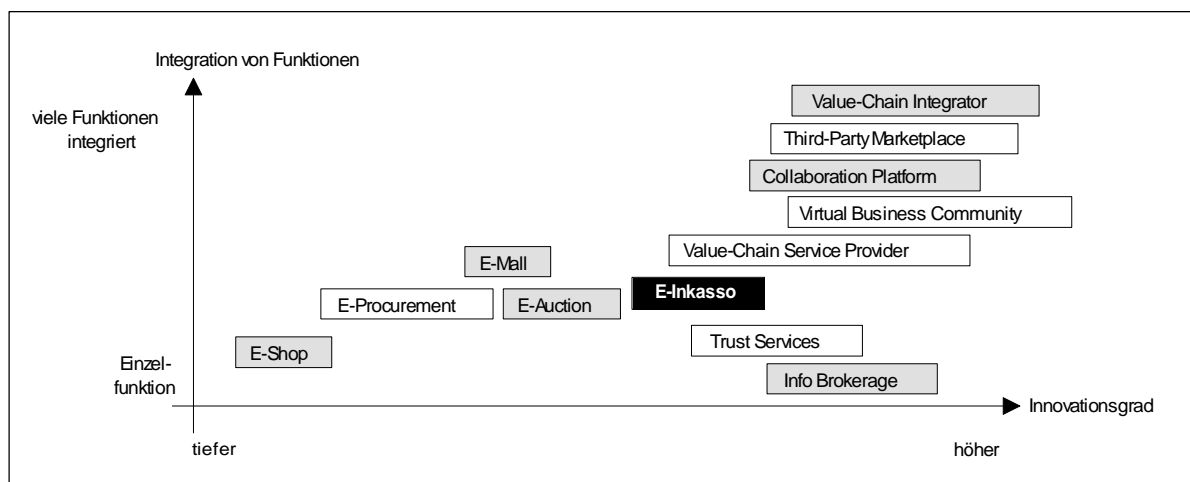 Integration von Funktionen
viele Funktionen
integriert
Value-Chain Integrator
Third-Party Marketplace
Collaboration Platform
Virtual Business Community
Value-Chain Service Provider
E-Mall
E-Inkasso
E-Procurement
E-Auction
Trust Services
E-Shop
Einzel-
funktion
Info Brokerage
Innovationsgrad
tiefer
höher